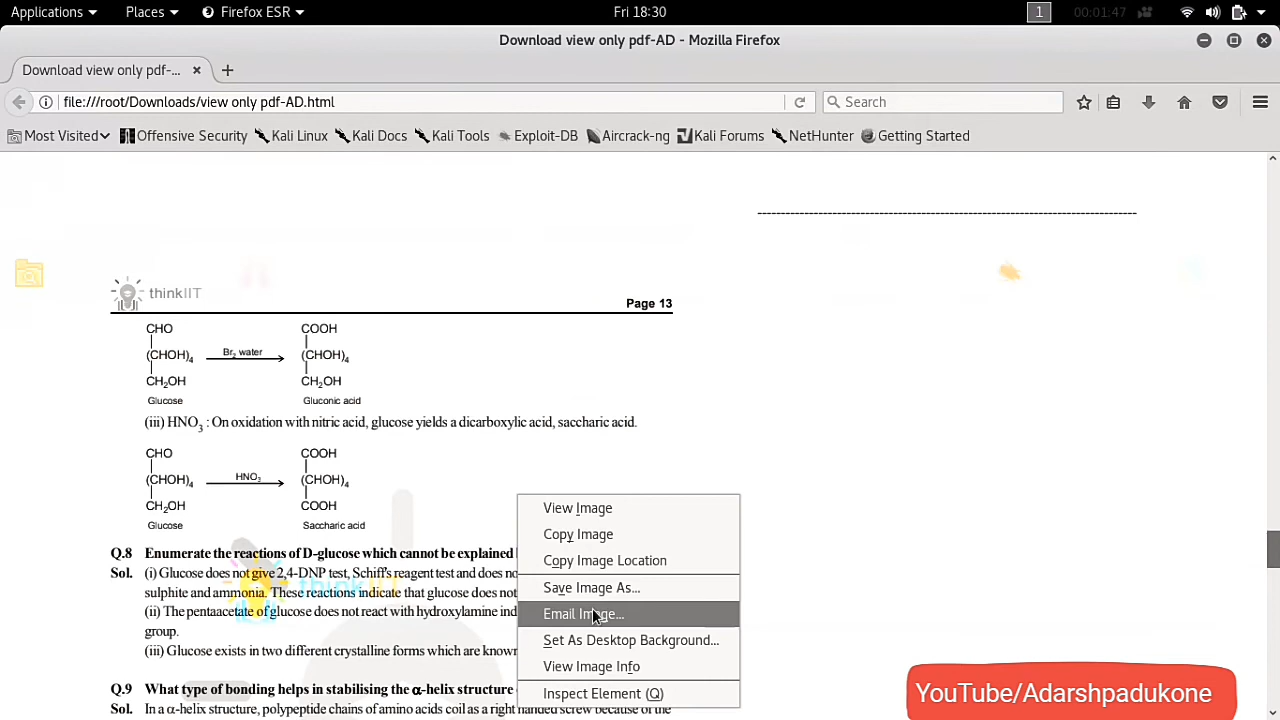 Applications Places Firefox ESR Fri 18:30 1 00:01:47
Download view only pdf-AD - Mozilla Firefox
Download view only pdf-...
file:///root/Downloads/view only pdf-AD.html Search
Most Visited Offensive Security Kali Linux Kali Docs Kali Tools Exploit-DB Aircrack-ng Kali Forums NetHunter Getting Started
--------------------------------------------------------------------------------
thinkIIT
Page 13
CHO COOH
(CHOH)4 Br2 water (CHOH)4
CH2OH CH2OH
Glucose Gluconic acid
(iii) HNO3 : On oxidation with nitric acid, glucose yields a dicarboxylic acid, saccharic acid.
CHO COOH
(CHOH)4 HNO3 (CHOH)4
CH2OH COOH
Glucose Saccharic acid
Q.8 Enumerate the reactions of D-glucose which cannot be explained
Sol. (i) Glucose does not give 2,4-DNP test, Schiff's reagent test and does no
sulphite and ammonia. These reactions indicate that glucose does not
(ii) The pentaacetate of glucose does not react with hydroxylamine ind
group.
(iii) Glucose exists in two different crystalline forms which are known
Q.9 What type of bonding helps in stabilising the α-helix structure
Sol. In a α-helix structure, polypeptide chains of amino acids coil as a right handed screw because of the
View Image
Copy Image
Copy Image Location
Save Image As...
Email Image...
Set As Desktop Background...
View Image Info
Inspect Element (Q)
YouTube/Adarshpadukone